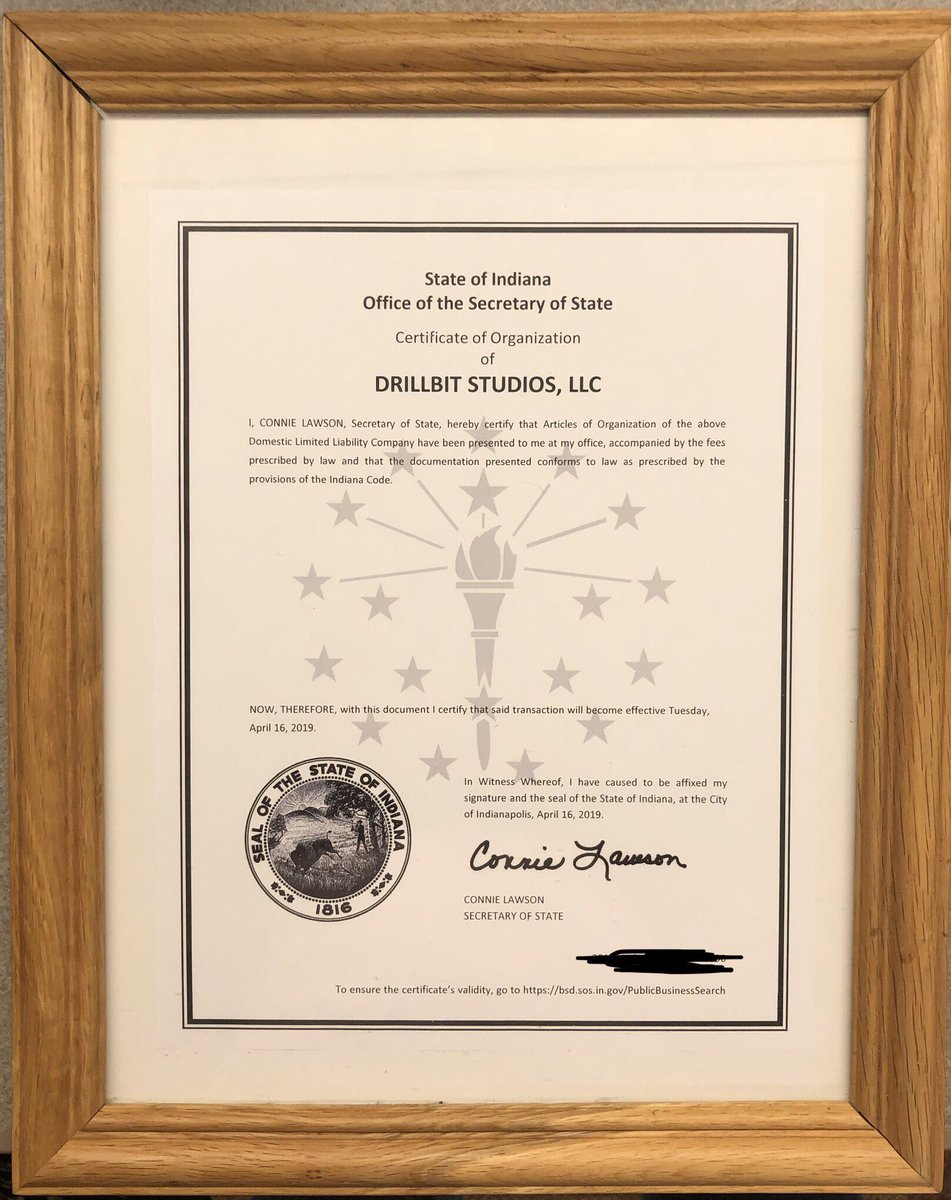 State of Indiana
Office of the Secretary of State
Certificate of Organization
of
DRILLBIT STUDIOS, LLC
I, CONNIE LAWSON, Secretary of State, hereby certify that Articles of Organization of the above
Domestic Limited Liability Company have been presented to me at my office, accompanied by the fees
prescribed by law and that the documentation presented conforms to law as prescribed by the
provisions of the Indiana Code.
NOW, THEREFORE, with this document I certify that said transaction will become effective Tuesday,
April 16, 2019.
SEAL OF THE STATE OF INDIANA
1816
In Witness Whereof, I have caused to be affixed my
signature and the seal of the State of Indiana, at the City
of Indianapolis, April 16, 2019.
Connie Lawson
CONNIE LAWSON
SECRETARY OF STATE
To ensure the certificate's validity, go to https://bsd.sos.in.gov/PublicBusinessSearch